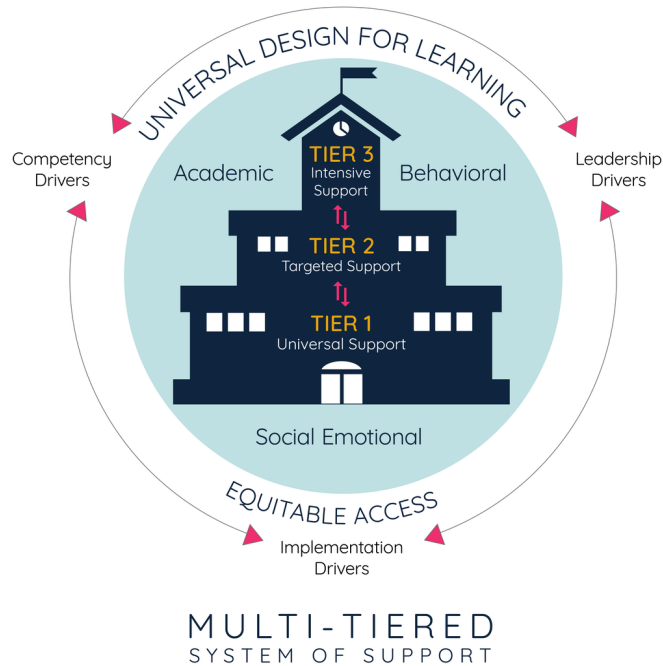 UNIVERSAL DESIGN FOR LEARNING
Competency
Drivers
Leadership
Drivers
Academic
Behavioral
TIER 3
Intensive
Support
TIER 2
Targeted Support
TIER 1
Universal Support
Social Emotional
EQUITABLE ACCESS
Implementation
Drivers
MULTI-TIERED
SYSTEM OF SUPPORT